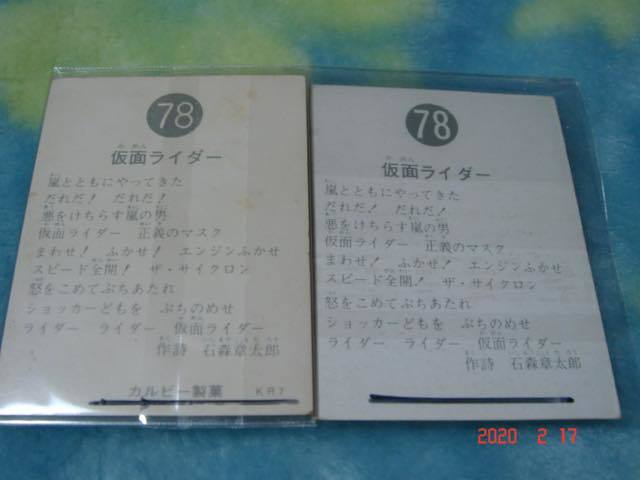 78
仮面ライダー
嵐とともにやってきた
だれだ! だれだ!
悪をけちらす嵐の男
仮面ライダー 正義のマスク
まわせ! ふかせ! エンジンふかせ
スピード全開! ザ・サイクロン
怒をこめてぶちあたれ
ショッカーどもを ぶちのめせ
ライダー ライダー 仮面ライダー
作詩 石森章太郎
カルビー製菓 KR7
78
仮面ライダー
嵐とともにやってきた
だれだ! だれだ!
悪をけちらす嵐の男
仮面ライダー 正義のマスク
まわせ! ふかせ! エンジンふかせ
スピード全開! ザ・サイクロン
怒をこめてぶちあたれ
ショッカーどもを ぶちのめせ
ライダー ライダー 仮面ライダー
作詩 石森章太郎
2020 2 17